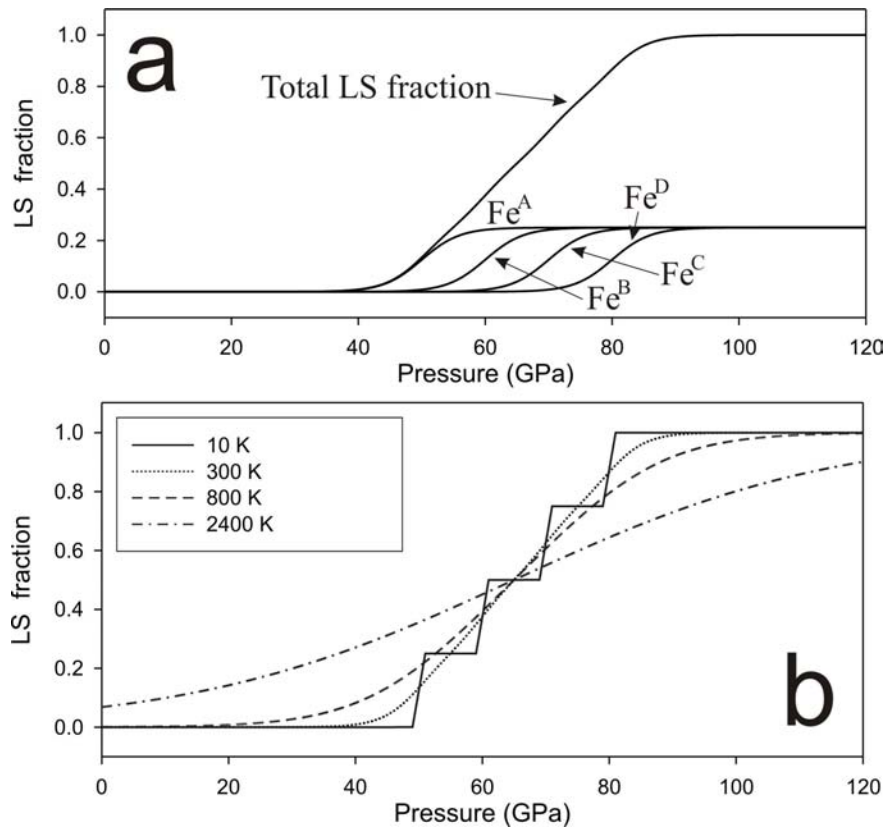 a
1.0
0.8
0.6
0.4
0.2
0.0
LS fraction
Total LS fraction
Fe^A
Fe^D
Fe^B
Fe^C
0 20 40 60 80 100 120
Pressure (GPa)
b
1.0
0.8
0.6
0.4
0.2
0.0
LS fraction
10 K
300 K
800 K
2400 K
0 20 40 60 80 100 120
Pressure (GPa)